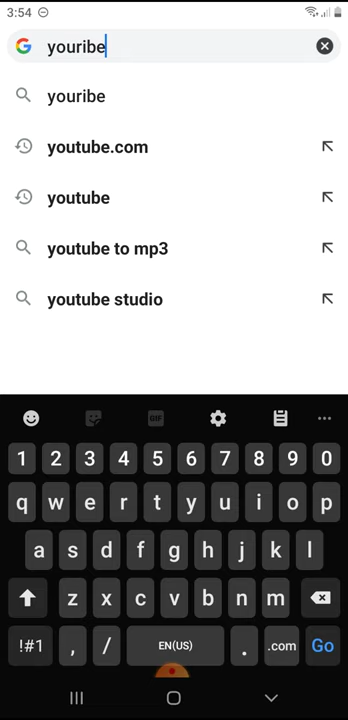 3:54
youribe
youribe
youtube.com
youtube
youtube to mp3
youtube studio
GIF
1 2 3 4 5 6 7 8 9 0
q w e r t y u i o p
a s d f g h j k l
z x c v b n m
!#1 , / EN(US) . .com Go